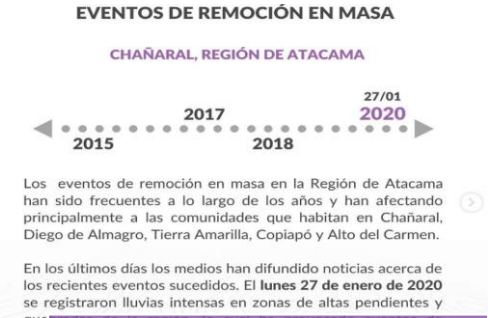 EVENTOS DE REMOCIÓN EN MASA
CHAÑARAL, REGIÓN DE ATACAMA
27/01
2017 2020
2015 2018
Los eventos de remoción en masa en la Región de Atacama
han sido frecuentes a lo largo de los años y han afectando
principalmente a las comunidades que habitan en Chañaral,
Diego de Almagro, Tierra Amarilla, Copiapó y Alto del Carmen.
En los últimos días los medios han difundido noticias acerca de
los recientes eventos sucedidos. El lunes 27 de enero de 2020
se registraron lluvias intensas en zonas de altas pendientes y